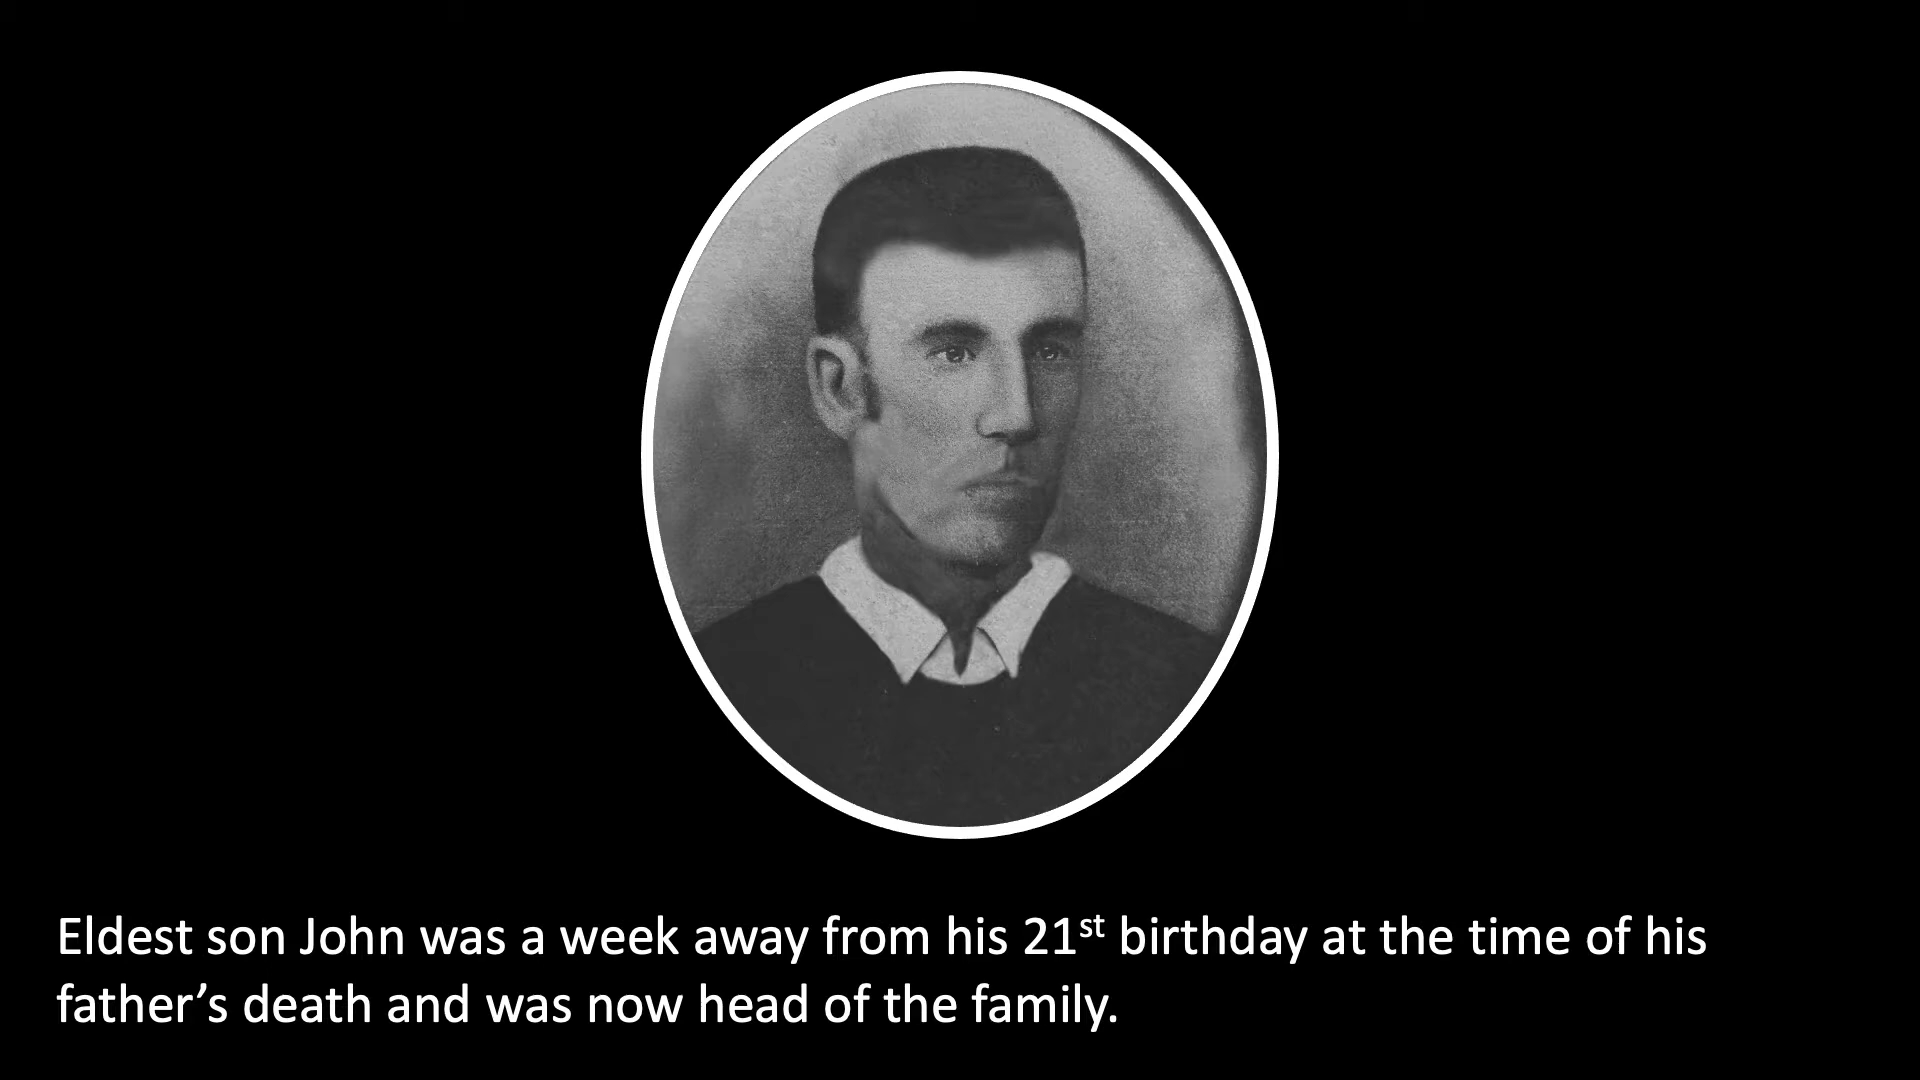 Eldest son John was a week away from his 21st birthday at the time of his
father’s death and was now head of the family.